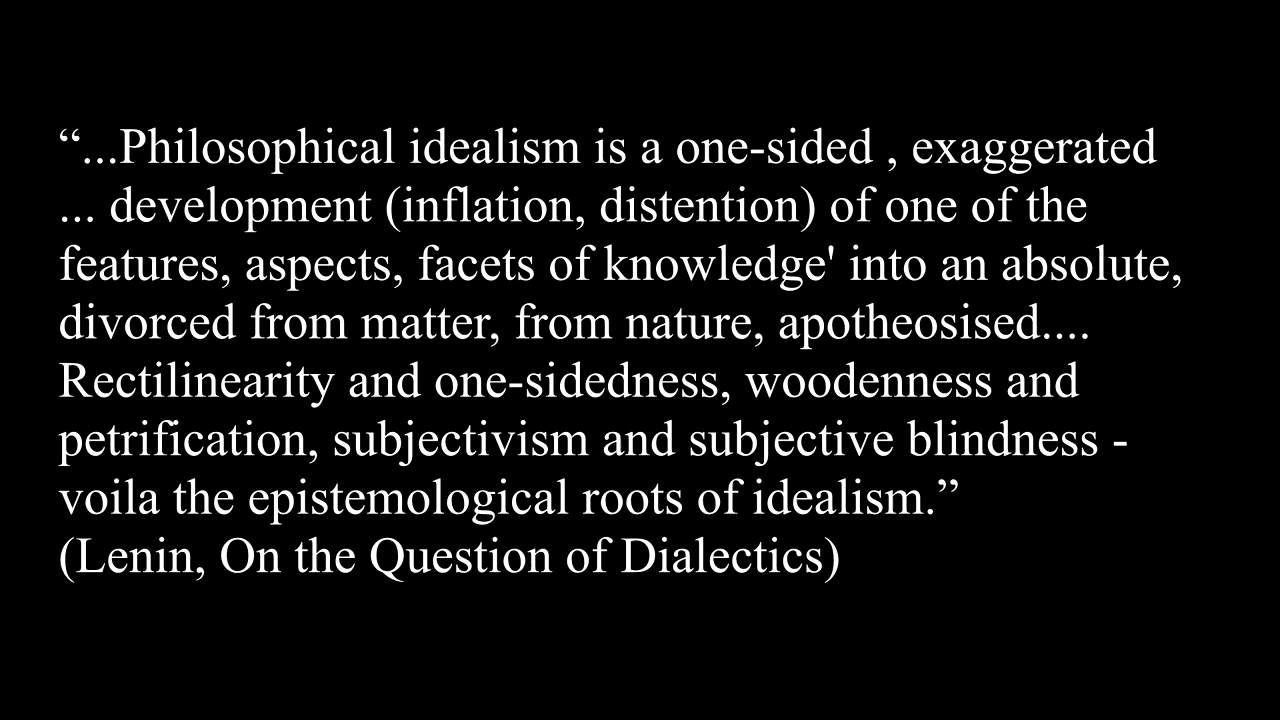 “...Philosophical idealism is a one-sided , exaggerated
... development (inflation, distention) of one of the
features, aspects, facets of knowledge' into an absolute,
divorced from matter, from nature, apotheosised....
Rectilinearity and one-sidedness, woodenness and
petrification, subjectivism and subjective blindness -
voila the epistemological roots of idealism.”
(Lenin, On the Question of Dialectics)